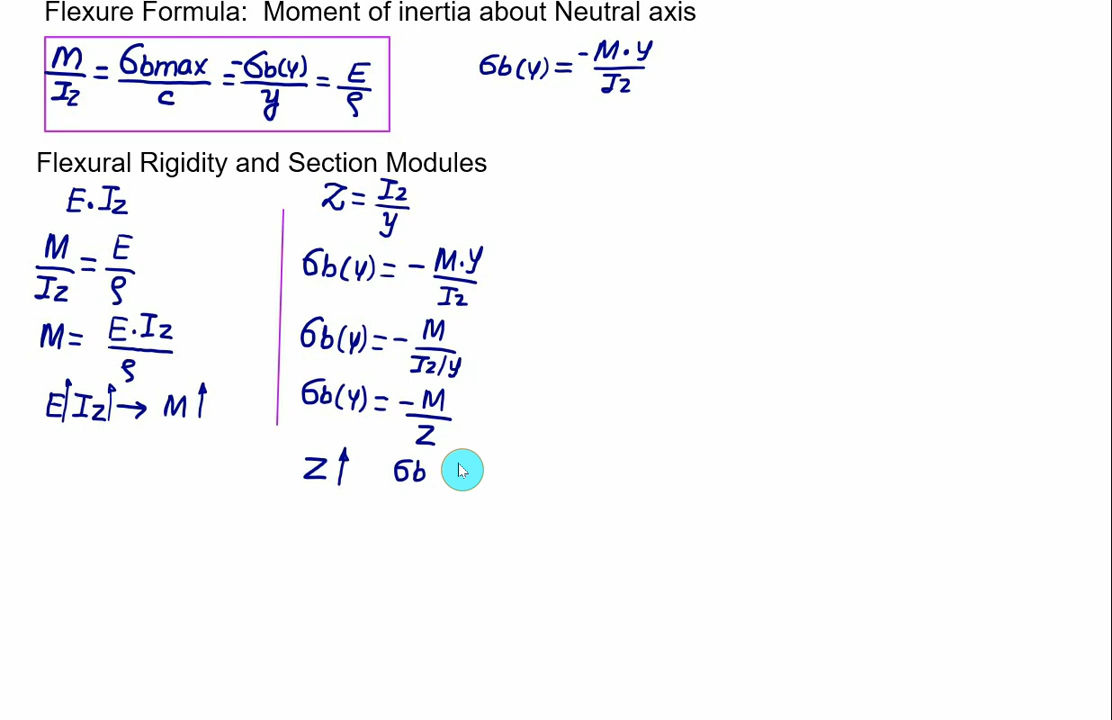 Flexure Formula: Moment of inertia about Neutral axis
M/Iz = σbmax/c = -σb(y)/y = E/ρ
σb(y) = -M·y/Iz
Flexural Rigidity and Section Modules
E·Iz
M/Iz = E/ρ
M = E·Iz/ρ
E↑Iz↑→ M↑
Z = Iz/y
σb(y) = - M·y/Iz
σb(y) = - M/Iz/y
σb(y) = -M/Z
Z↑ σb